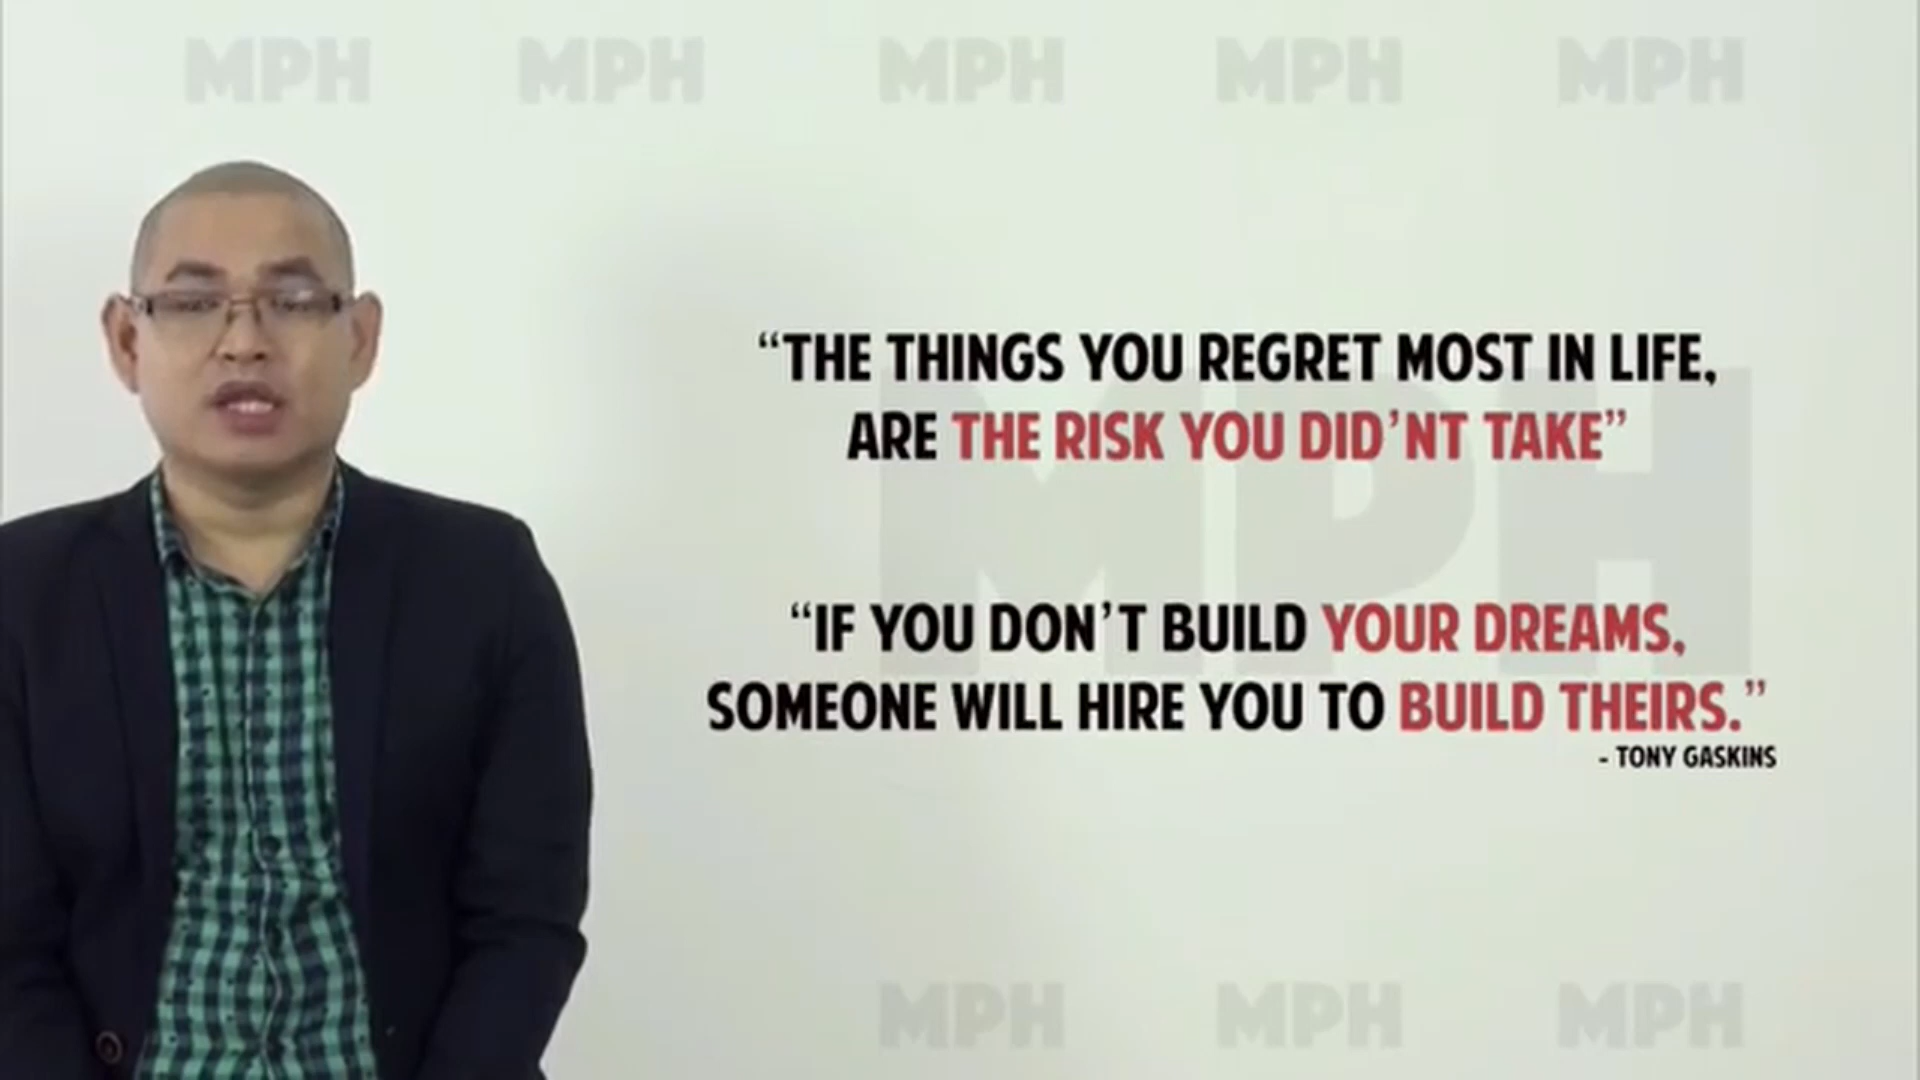 MPH MPH MPH MPH MPH
“THE THINGS YOU REGRET MOST IN LIFE,
ARE THE RISK YOU DID’NT TAKE”
MPH
“IF YOU DON’T BUILD YOUR DREAMS,
SOMEONE WILL HIRE YOU TO BUILD THEIRS.”
- TONY GASKINS
MPH MPH MPH